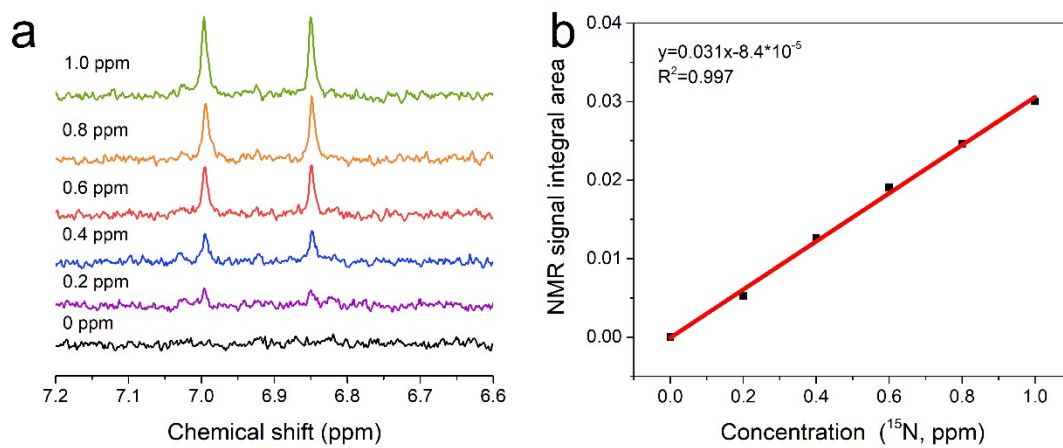 a
1.0 ppm
0.8 ppm
0.6 ppm
0.4 ppm
0.2 ppm
0 ppm
7.2 7.1 7.0 6.9 6.8 6.7 6.6
Chemical shift (ppm)
b
y=0.031x-8.4*10⁻⁵
R²=0.997
NMR signal integral area
0.04
0.03
0.02
0.01
0.00
0.0 0.2 0.4 0.6 0.8 1.0
Concentration (¹⁵N, ppm)